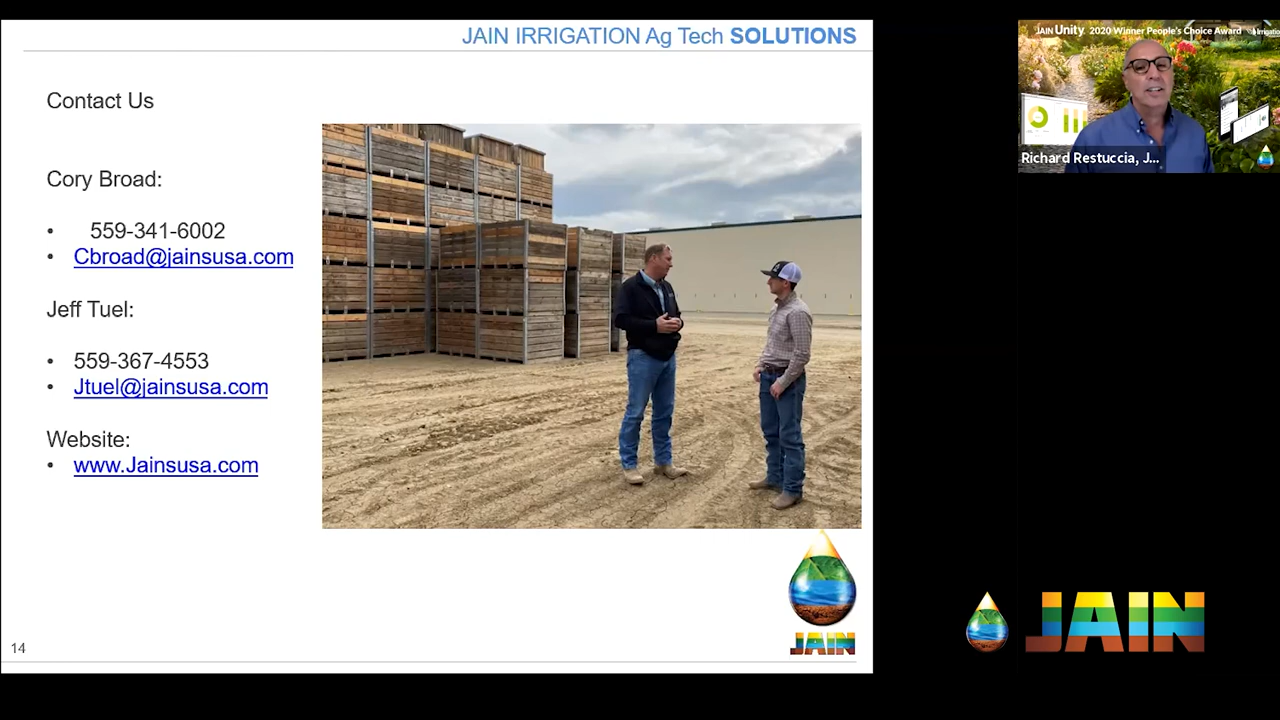 JAIN IRRIGATION Ag Tech SOLUTIONS
Contact Us
Cory Broad:
• 559-341-6002
• Cbroad@jainsusa.com
Jeff Tuel:
• 559-367-4553
• Jtuel@jainsusa.com
Website:
• www.Jainsusa.com
JAIN
14
JAIN Unity. 2020 Winner People's Choice Award
Richard Restuccia, J...
JAIN